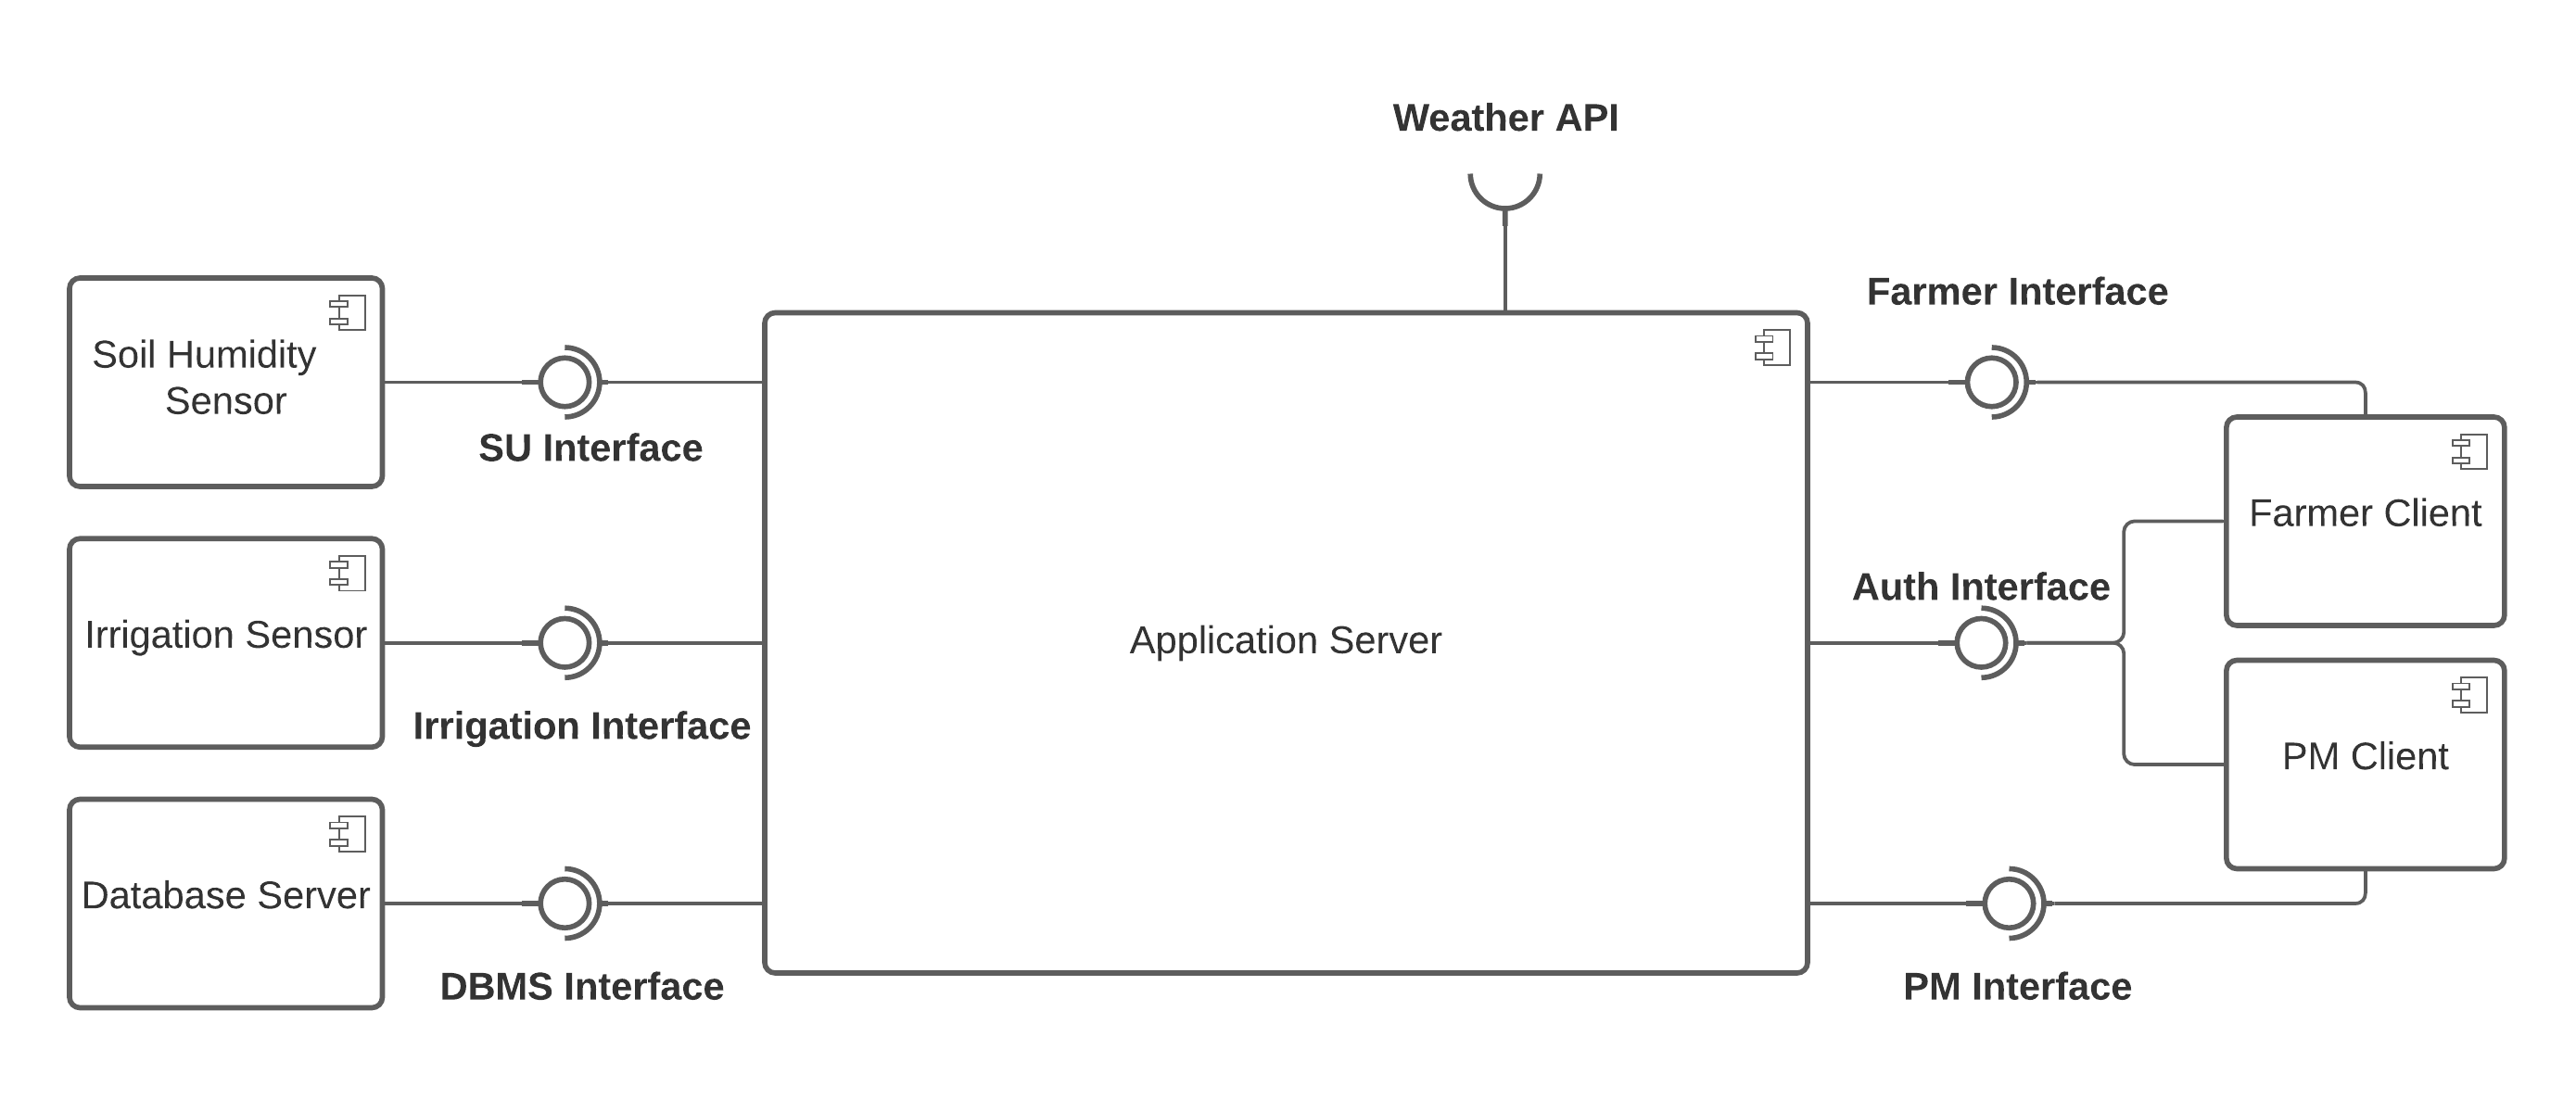 Weather API
Farmer Interface
Soil Humidity
Sensor
SU Interface
Farmer Client
Auth Interface
Irrigation Sensor
Application Server
Irrigation Interface
PM Client
Database Server
DBMS Interface
PM Interface